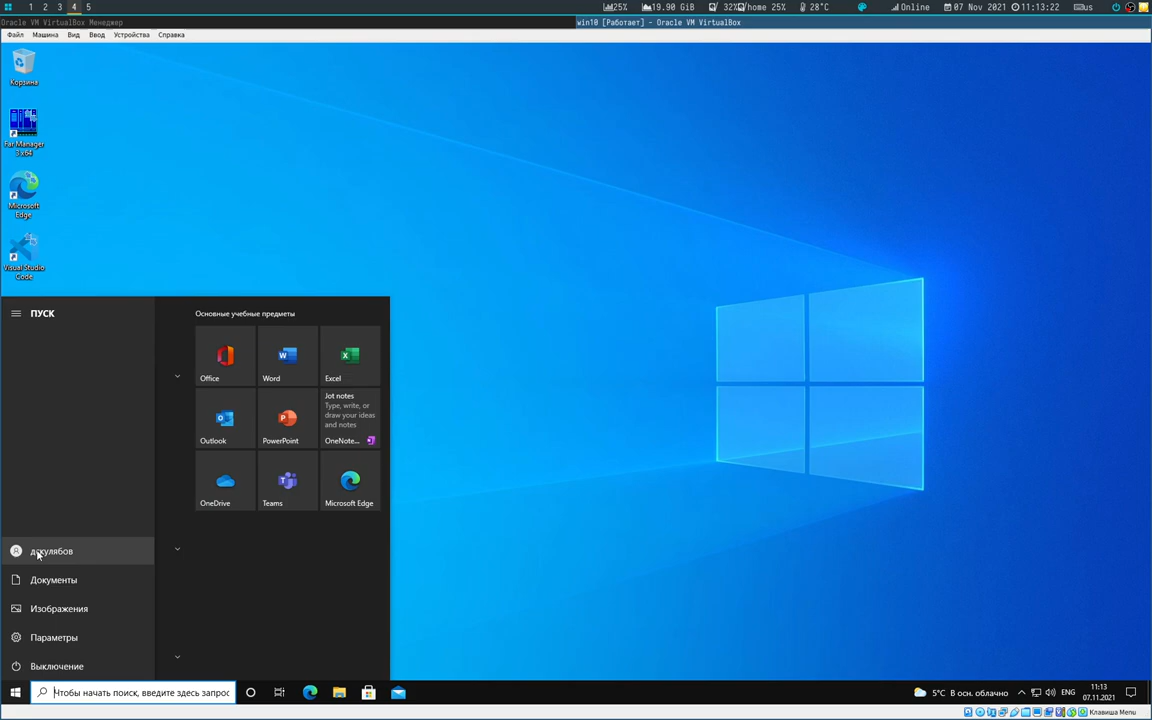 1 2 3 4 5
25% 19.90 GiB 32% /home 25% 28°C Online 07 Nov 2021 11:13:22 us
Oracle VM VirtualBox Менеджер
win10 [Работает] - Oracle VM VirtualBox
Файл Машина Вид Ввод Устройства Справка
Корзина
Far Manager
3 x64
Microsoft
Edge
Visual Studio
Code
ПУСК
Основные учебные предметы
Office Word Excel
Jot notes
Type, write, or
draw your ideas
and notes
Outlook PowerPoint OneNote...
OneDrive Teams Microsoft Edge
дскулябов
Документы
Изображения
Параметры
Выключение
Чтобы начать поиск, введите здесь запрос
5°C В осн. облачно ENG
11:13
07.11.2021
Клавиша Menu